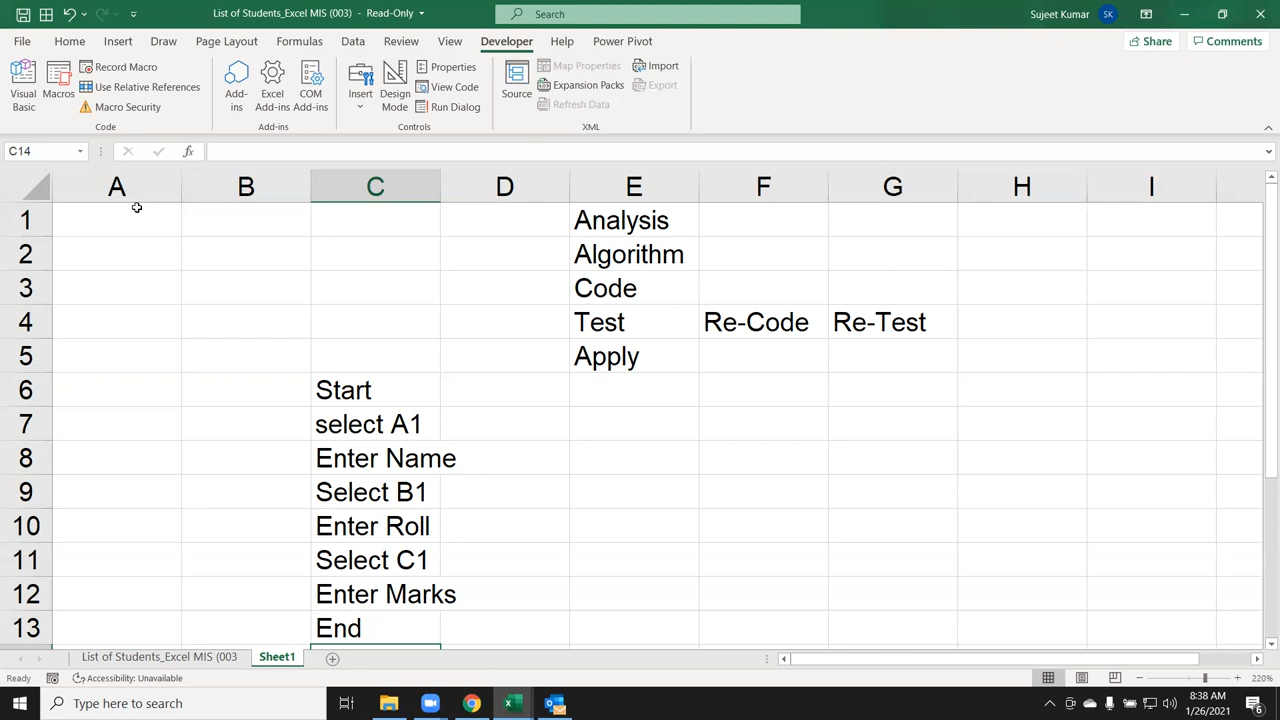 List of Students_Excel MIS (003) - Read-Only
Search
Sujeet Kumar
SK
File Home Insert Draw Page Layout Formulas Data Review View Developer Help Power Pivot
Share
Comments
Visual Basic
Macros
Record Macro
Use Relative References
Macro Security
Code
Add-ins
Excel Add-ins
COM Add-ins
Add-ins
Insert
Design Mode
Properties
View Code
Run Dialog
Controls
Source
Map Properties
Expansion Packs
Refresh Data
Import
Export
XML
C14
fx
A B C D E F G H I
1 Analysis
2 Algorithm
3 Code
4 Test Re-Code Re-Test
5 Apply
6 Start
7 select A1
8 Enter Name
9 Select B1
10 Enter Roll
11 Select C1
12 Enter Marks
13 End
List of Students_Excel MIS (003
Sheet1
Ready
Accessibility: Unavailable
220%
Type here to search
8:38 AM
1/26/2021
6